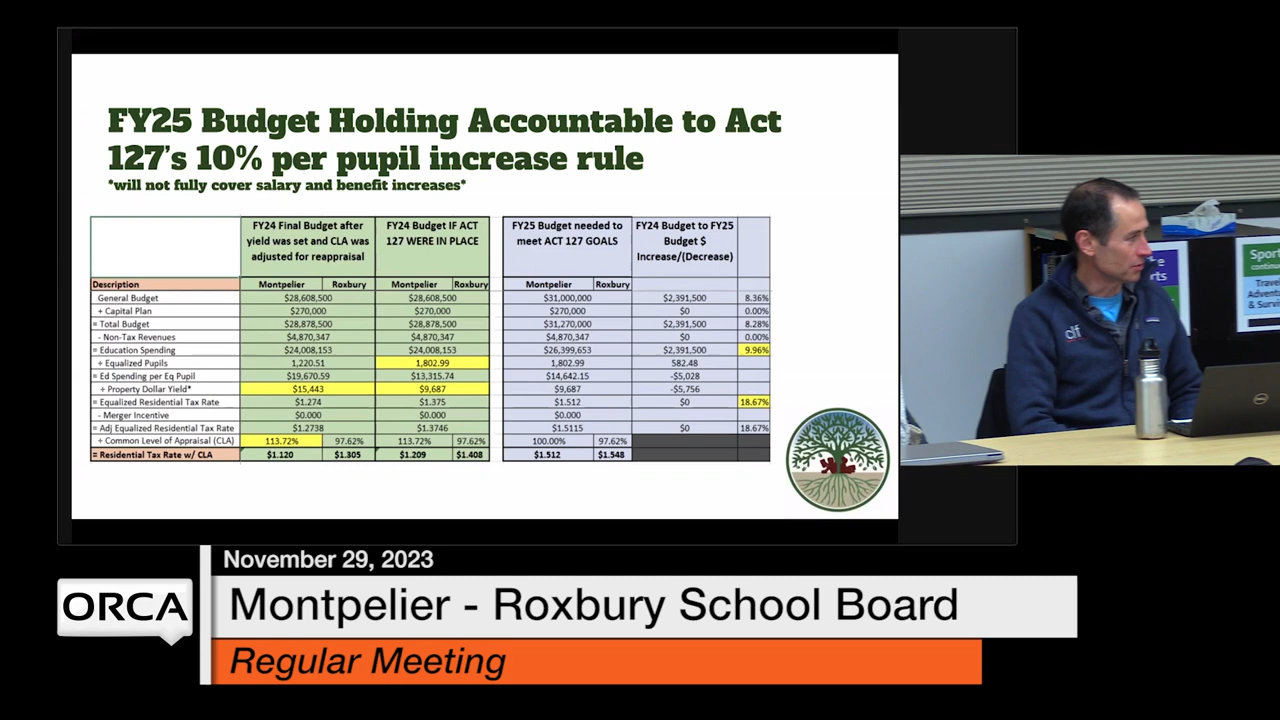 FY25 Budget Holding Accountable to Act
127's 10% per pupil increase rule
*will not fully cover salary and benefit increases*
FY24 Final Budget after yield was set and CLA was adjusted for reappraisal FY24 Budget IF ACT 127 WERE IN PLACE FY25 Budget needed to meet ACT 127 GOALS FY24 Budget to FY25 Budget $ Increase/(Decrease)
Description Montpelier Roxbury Montpelier Roxbury Montpelier Roxbury
General Budget $28,608,500 $28,608,500 $31,000,000 $2,391,500 8.36%
+ Capital Plan $270,000 $270,000 $270,000 $0 0.00%
= Total Budget $28,878,500 $28,878,500 $31,270,000 $2,391,500 8.28%
- Non-Tax Revenues $4,870,347 $4,870,347 $4,870,347 $0 0.00%
= Education Spending $24,008,153 $24,008,153 $26,399,653 $2,391,500 9.96%
÷ Equalized Pupils 1,220.51 1,802.99 1,802.99 582.48
= Ed Spending per Eq Pupil $19,670.59 $13,315.74 $14,642.15 -$5,028
÷ Property Dollar Yield* $15,443 $9,687 $9,687 -$5,756
= Equalized Residential Tax Rate $1.274 $1.375 $1.512 $0 18.67%
- Merger Incentive $0.000 $0.000 $0.000
= Adj Equalized Residential Tax Rate $1.2738 $1.3746 $1.5115 $0 18.67%
÷ Common Level of Appraisal (CLA) 113.72% 97.62% 113.72% 97.62% 100.00% 97.62%
= Residential Tax Rate w/ CLA $1.120 $1.305 $1.209 $1.408 $1.512 $1.548
clf
Sport
Trave
Adven
& Surviv
November 29, 2023
ORCA
Montpelier - Roxbury School Board
Regular Meeting